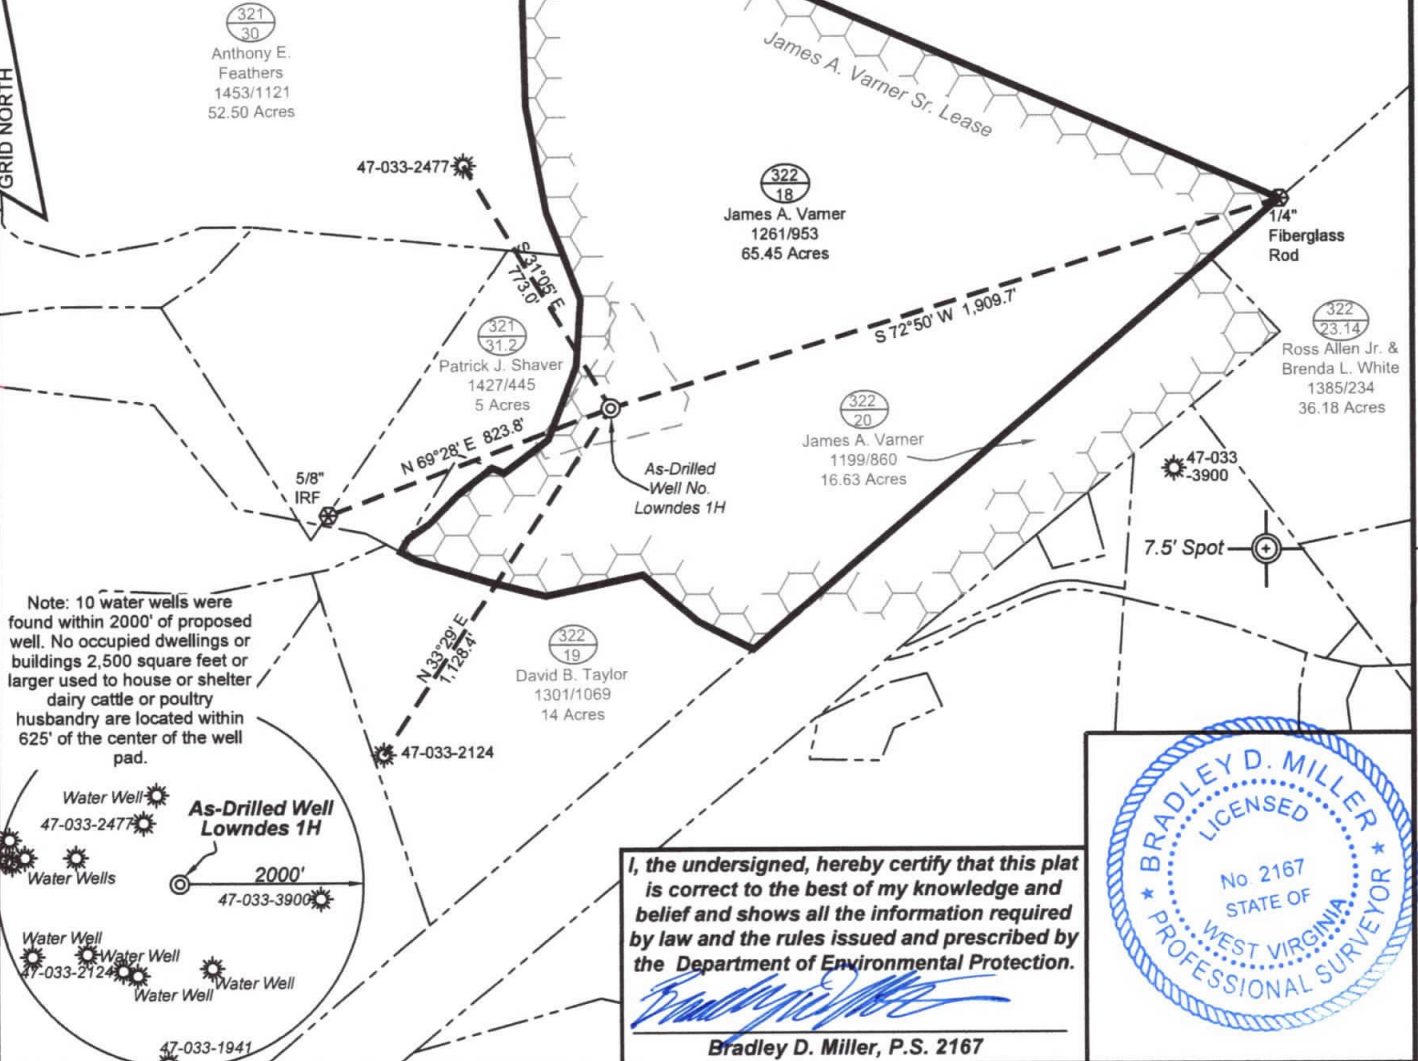 GRID NORTH
321
30
Anthony E.
Feathers
1453/1121
52.50 Acres
James A. Varner Sr. Lease
47-033-2477
322
18
James A. Varner
1261/953
65.45 Acres
1/4"
Fiberglass
Rod
S 31°05' E
773.0'
S 72°50' W 1,909.7'
321
31.2
Patrick J. Shaver
1427/445
5 Acres
322
23.14
Ross Allen Jr. &
Brenda L. White
1385/234
36.18 Acres
322
20
James A. Varner
1199/860
16.63 Acres
N 69°28' E 823.8'
5/8"
IRF
As-Drilled
Well No.
Lowndes 1H
47-033
-3900
7.5' Spot
N 33°29' E
1,128.4'
322
19
David B. Taylor
1301/1069
14 Acres
47-033-2124
Note: 10 water wells were
found within 2000' of proposed
well. No occupied dwellings or
buildings 2,500 square feet or
larger used to house or shelter
dairy cattle or poultry
husbandry are located within
625' of the center of the well
pad.
Water Well
47-033-2477
As-Drilled Well
Lowndes 1H
Water Wells
2000'
47-033-3900
Water Well
Water Well
47-033-2124
Water Well
Water Well
47-033-1941
I, the undersigned, hereby certify that this plat
is correct to the best of my knowledge and
belief and shows all the information required
by law and the rules issued and prescribed by
the Department of Environmental Protection.
Bradley D. Miller, P.S. 2167
BRADLEY D. MILLER
LICENSED
No. 2167
STATE OF
WEST VIRGINIA
PROFESSIONAL SURVEYOR